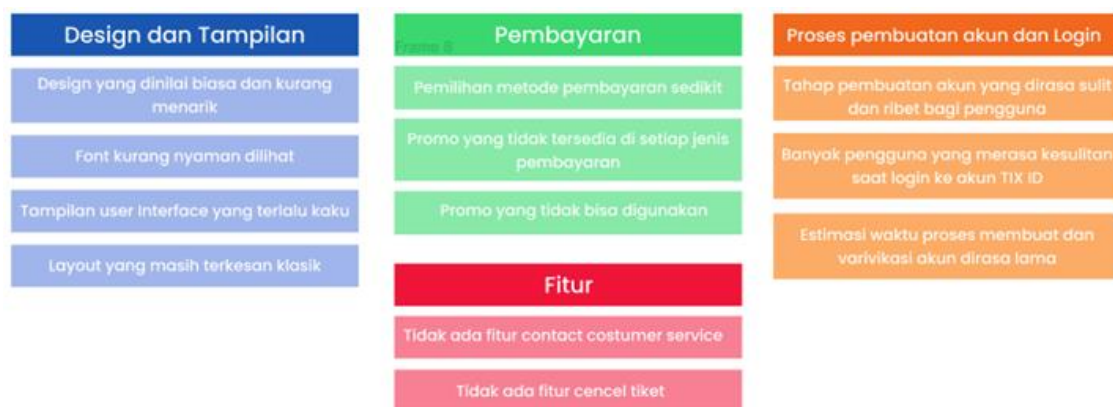 Design dan Tampilan
Design yang dinilai biasa dan kurang
menarik
Font kurang nyaman dilihat
Tampilan user Interface yang terlalu kaku
Layout yang masih terkesan klasik
Frame 8
Pembayaran
Pemilihan metode pembayaran sedikit
Promo yang tidak tersedia di setiap jenis
pembayaran
Promo yang tidak bisa digunakan
Fitur
Tidak ada fitur contact costumer service
Tidak ada fitur cencel tiket
Proses pembuatan akun dan Login
Tahap pembuatan akun yang dirasa sulit
dan ribet bagi pengguna
Banyak pengguna yang merasa kesulitan
saat login ke akun TIX ID
Estimasi waktu proses membuat dan
varivikasi akun dirasa lama